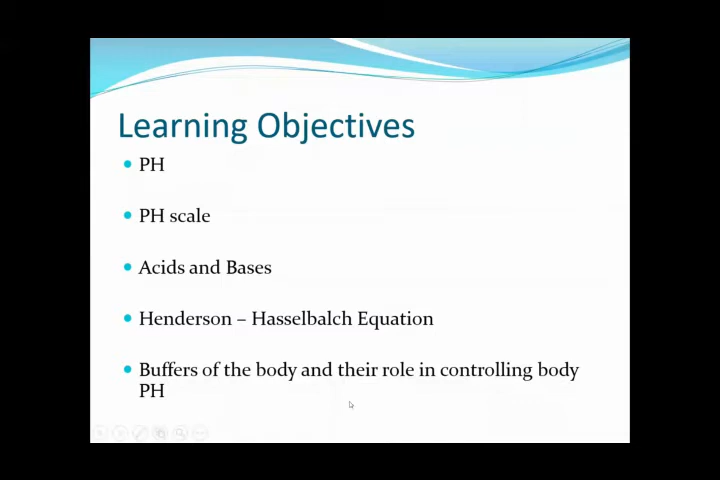 Learning Objectives
• PH
• PH scale
• Acids and Bases
• Henderson – Hasselbalch Equation
• Buffers of the body and their role in controlling body
PH